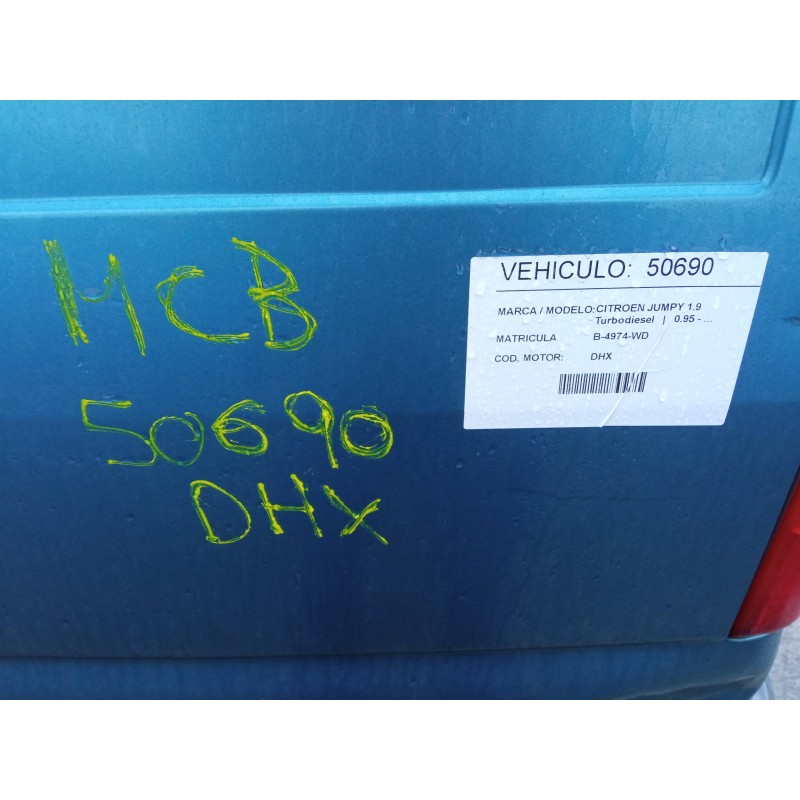 MCB
50690
DHX
VEHICULO: 50690
MARCA / MODELO: CITROEN JUMPY 1.9
Turbodiesel | 0.95 - ...
MATRICULA B-4974-WD
COD. MOTOR: DHX